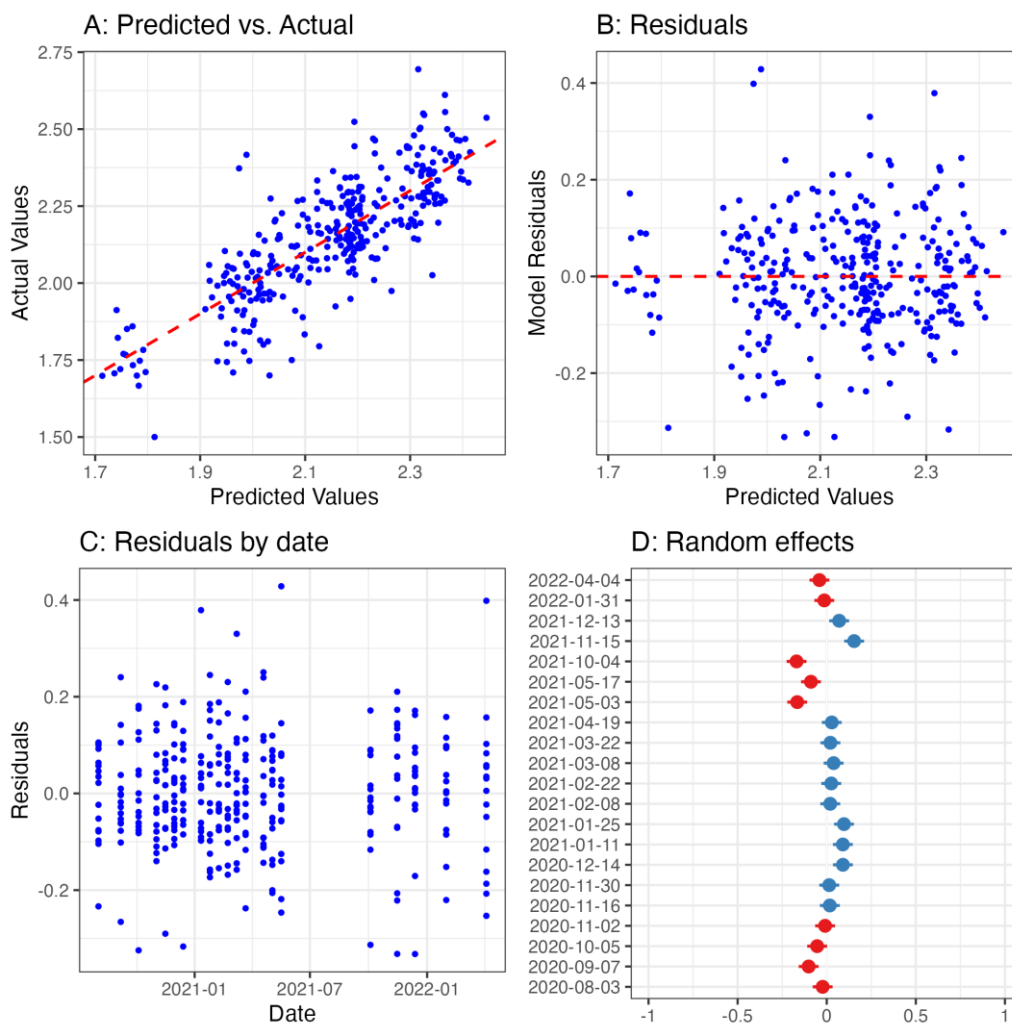 A: Predicted vs. Actual
2.75
2.50
2.25
2.00
1.75
1.50
Actual Values
1.7 1.9 2.1 2.3
Predicted Values
B: Residuals
0.4
0.2
0.0
-0.2
Model Residuals
1.7 1.9 2.1 2.3
Predicted Values
C: Residuals by date
0.4
0.2
0.0
-0.2
Residuals
2021-01 2021-07 2022-01
Date
D: Random effects
2022-04-04
2022-01-31
2021-12-13
2021-11-15
2021-10-04
2021-05-17
2021-05-03
2021-04-19
2021-03-22
2021-03-08
2021-02-22
2021-02-08
2021-01-25
2021-01-11
2020-12-14
2020-11-30
2020-11-16
2020-11-02
2020-10-05
2020-09-07
2020-08-03
-1 -0.5 0 0.5 1